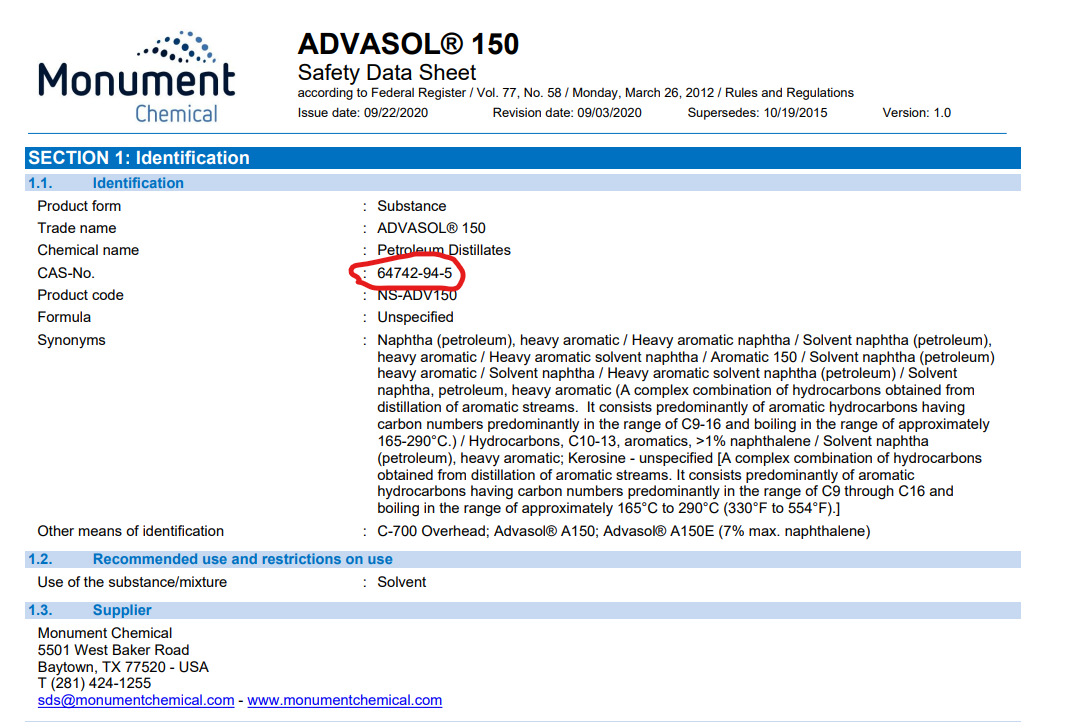 Monument
Chemical
ADVASOL® 150
Safety Data Sheet
according to Federal Register / Vol. 77, No. 58 / Monday, March 26, 2012 / Rules and Regulations
Issue date: 09/22/2020 Revision date: 09/03/2020 Supersedes: 10/19/2015 Version: 1.0
SECTION 1: Identification
1.1. Identification
Product form : Substance
Trade name : ADVASOL® 150
Chemical name : Petroleum Distillates
CAS-No. : 64742-94-5
Product code : NS-ADV150
Formula : Unspecified
Synonyms : Naphtha (petroleum), heavy aromatic / Heavy aromatic naphtha / Solvent naphtha (petroleum),
heavy aromatic / Heavy aromatic solvent naphtha / Aromatic 150 / Solvent naphtha (petroleum)
heavy aromatic / Solvent naphtha / Heavy aromatic solvent naphtha (petroleum) / Solvent
naphtha, petroleum, heavy aromatic (A complex combination of hydrocarbons obtained from
distillation of aromatic streams. It consists predominantly of aromatic hydrocarbons having
carbon numbers predominantly in the range of C9-16 and boiling in the range of approximately
165-290°C.) / Hydrocarbons, C10-13, aromatics, >1% naphthalene / Solvent naphtha
(petroleum), heavy aromatic; Kerosine - unspecified [A complex combination of hydrocarbons
obtained from distillation of aromatic streams. It consists predominantly of aromatic
hydrocarbons having carbon numbers predominantly in the range of C9 through C16 and
boiling in the range of approximately 165°C to 290°C (330°F to 554°F).]
Other means of identification : C-700 Overhead; Advasol® A150; Advasol® A150E (7% max. naphthalene)
1.2. Recommended use and restrictions on use
Use of the substance/mixture : Solvent
1.3. Supplier
Monument Chemical
5501 West Baker Road
Baytown, TX 77520 - USA
T (281) 424-1255
sds@monumentchemical.com - www.monumentchemical.com